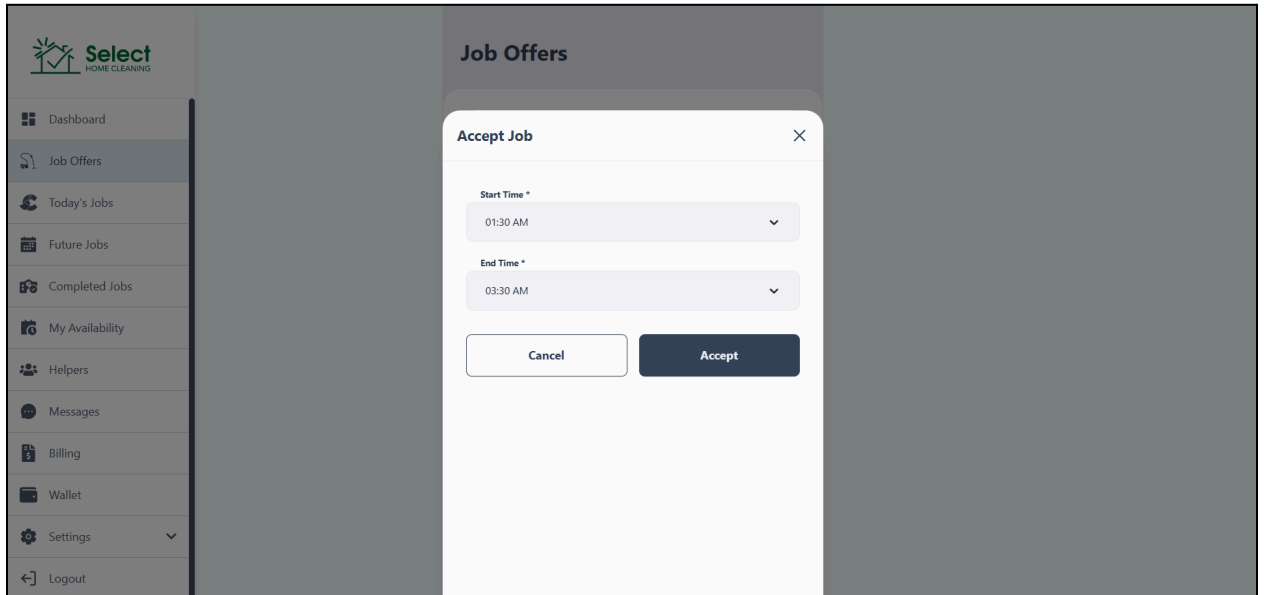 Select
HOME CLEANING
Dashboard
Job Offers
Today's Jobs
Future Jobs
Completed Jobs
My Availability
Helpers
Messages
Billing
Wallet
Settings
Logout
Job Offers
Accept Job
Start Time *
01:30 AM
End Time *
03:30 AM
Cancel
Accept